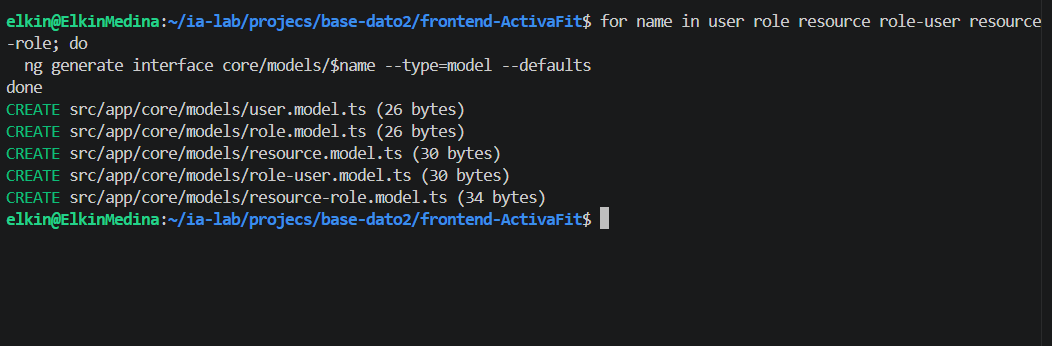 elkin@ElkinMedina:~/ia-lab/projecs/base-dato2/frontend-ActivaFit$ for name in user role resource role-user resource
-role; do
  ng generate interface core/models/$name --type=model --defaults
done
CREATE src/app/core/models/user.model.ts (26 bytes)
CREATE src/app/core/models/role.model.ts (26 bytes)
CREATE src/app/core/models/resource.model.ts (30 bytes)
CREATE src/app/core/models/role-user.model.ts (30 bytes)
CREATE src/app/core/models/resource-role.model.ts (34 bytes)
elkin@ElkinMedina:~/ia-lab/projecs/base-dato2/frontend-ActivaFit$